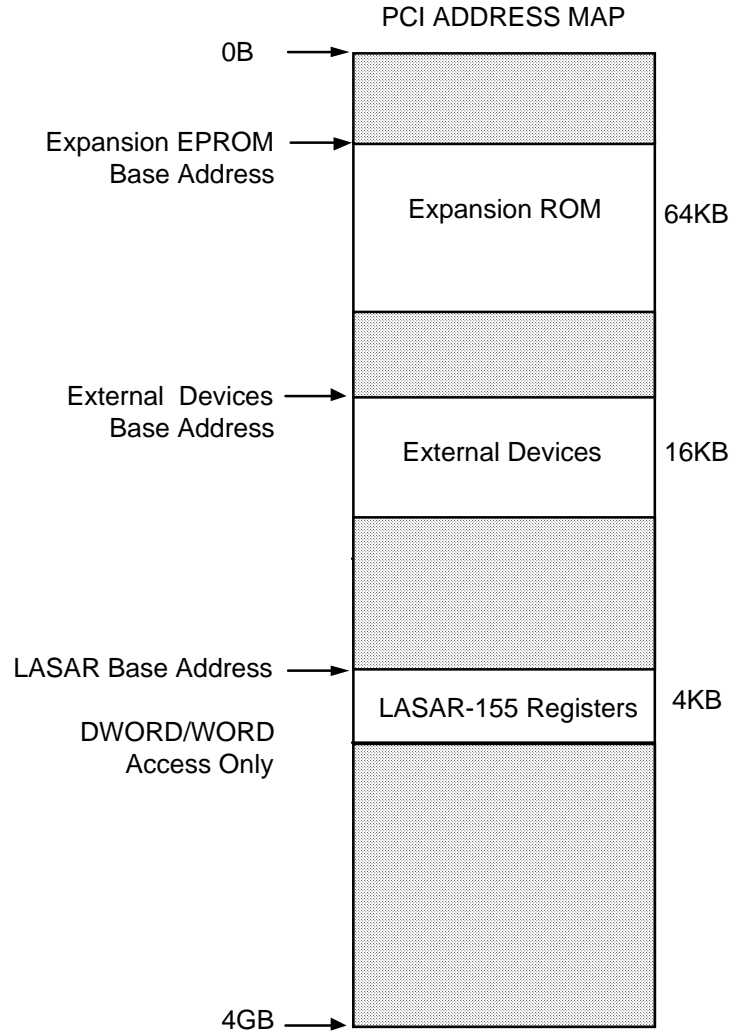 PCI ADDRESS MAP
0B
Expansion EPROM
Base Address
Expansion ROM
64KB
External Devices
Base Address
External Devices
16KB
LASAR Base Address
LASAR-155 Registers
4KB
DWORD/WORD
Access Only
4GB